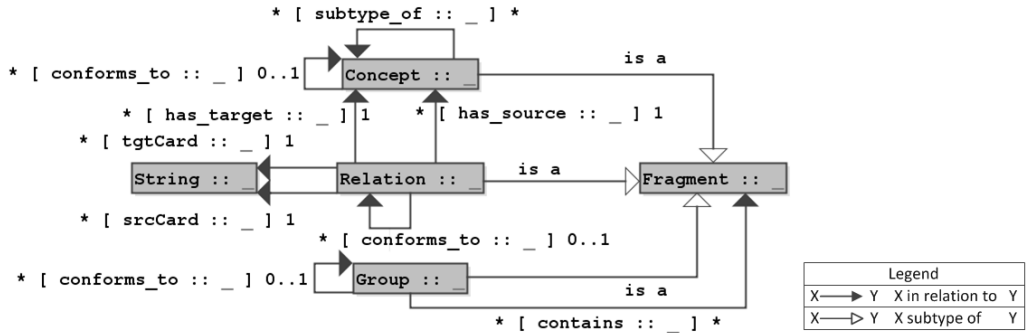 * [ subtype_of :: _ ] *
is a
* [ conforms_to :: _ ] 0..1
Concept :: _
* [ has_target :: _ ] 1
* [ has_source :: _ ] 1
* [ tgtCard :: _ ] 1
is a
String :: _
Relation :: _
Fragment :: _
* [ srcCard :: _ ] 1
* [ conforms_to :: _ ] 0..1
* [ conforms_to :: _ ] 0..1
Group :: _
is a
* [ contains :: _ ] *
Legend
X Y X in relation to Y
X Y X subtype of Y